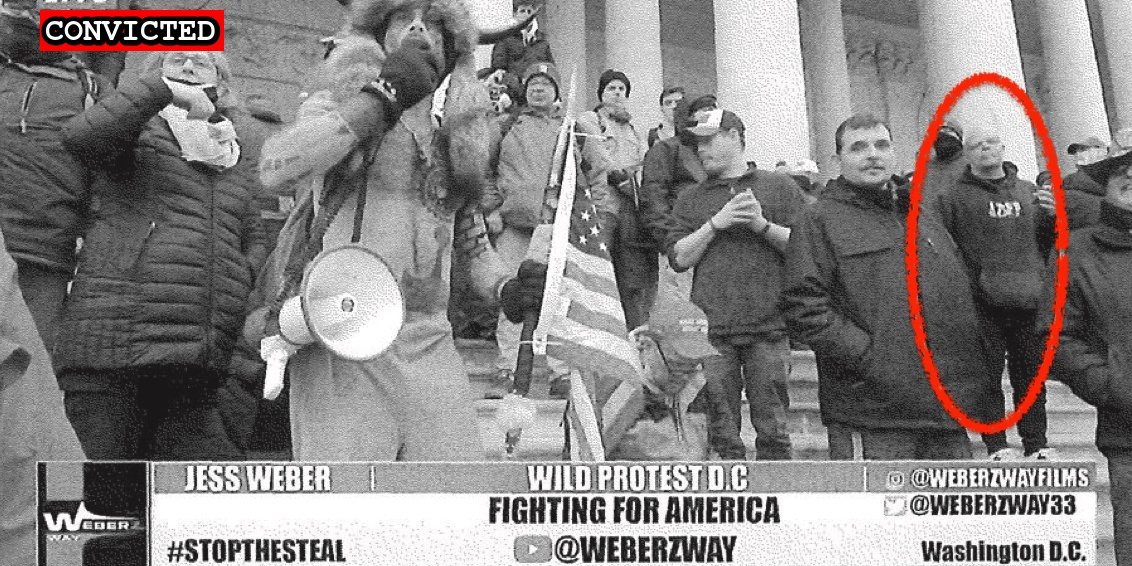 CONVICTED
JESS WEBER | WILD PROTEST D.C | @WEBERZWAYFILMS
WEBERZ WAY
FIGHTING FOR AMERICA
@WEBERZWAY33
#STOPTHESTEAL
@WEBERZWAY
Washington D.C.